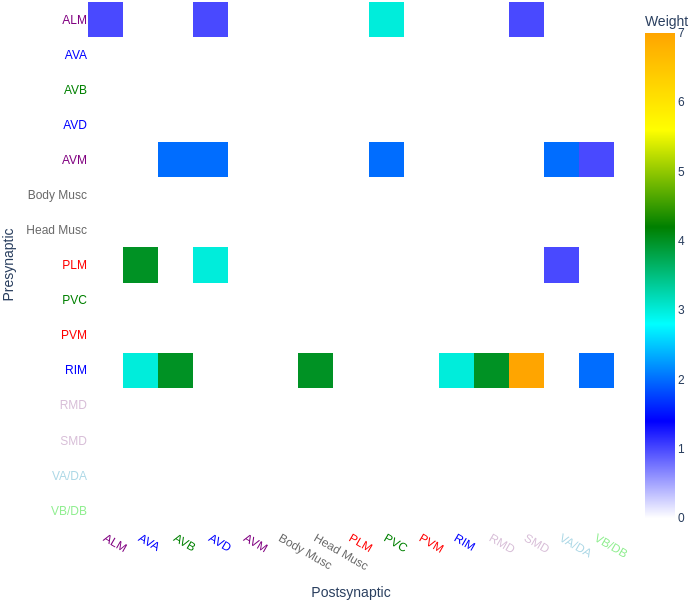 Weight
ALM
AVA
AVB
AVD
AVM
Body Musc
Head Musc
PLM
PVC
PVM
RIM
RMD
SMD
VA/DA
VB/DB
Presynaptic
7
6
5
4
3
2
1
0
ALM
AVA
AVB
AVD
AVM
Body Musc
Head Musc
PLM
PVC
PVM
RIM
RMD
SMD
VA/DA
VB/DB
Postsynaptic